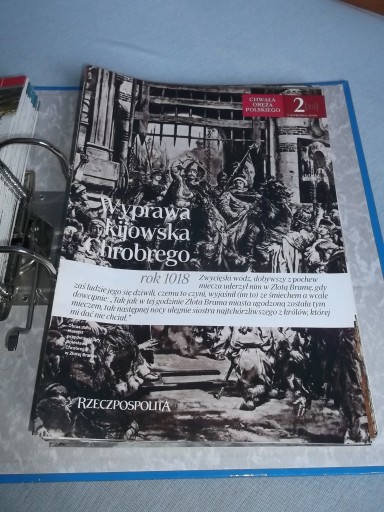 CHWAŁA
ORĘŻA
POLSKIEGO
2
Wyprawa
kijowska
Chrobrego
rok 1018
Zwycięski wódz, dobywszy z pochew
miecza uderzył nim w Złotą Bramę, gdy
zaś ludzie jego się dziwili, czemu to czyni, wyjaśnił im to ze śmiechem a wcale
dowcipnie: „Tak jak w tej godzinie Złota Brama miasta ugodzona została tym
mieczem, tak następnej nocy ulegnie siostra najtchórzliwszego z królów, której
mi dać nie chciał"
w Złotej Bramie
RZECZPOSPOLITA